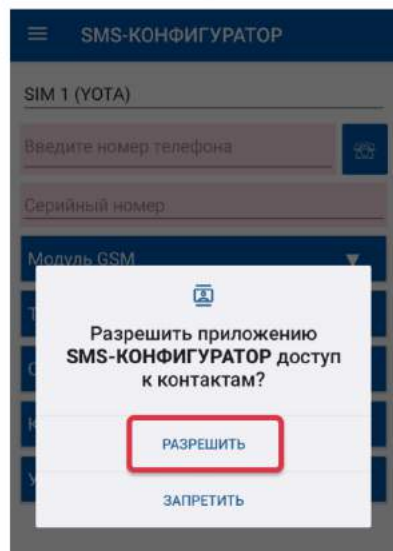 SMS-КОНФИГУРАТОР
SIM 1 (YOTA)
Введите номер телефона
Серийный номер
Модуль GSM
Разрешить приложению
SMS-КОНФИГУРАТОР доступ
к контактам?
РАЗРЕШИТЬ
ЗАПРЕТИТЬ